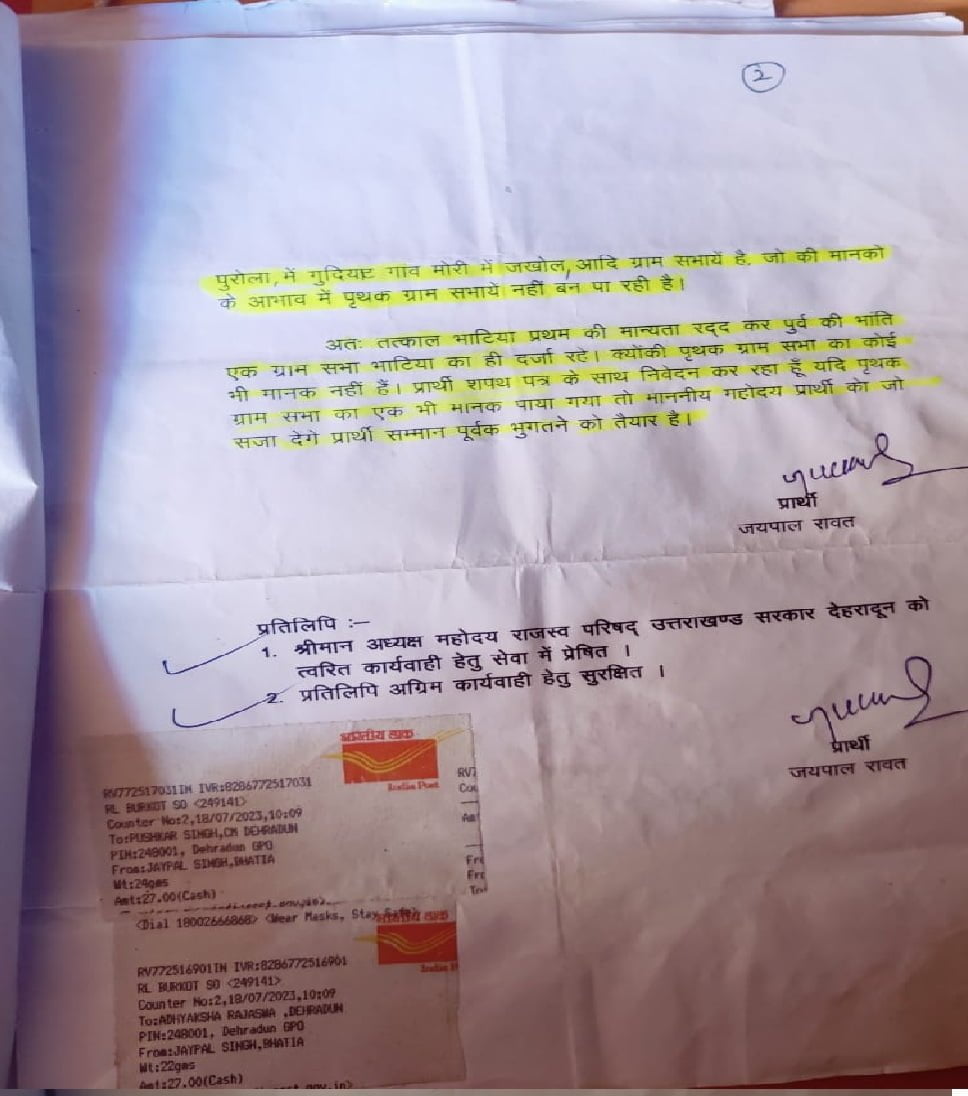 2
पुरोला, में गुदियाट गांव मोरी में जखोल, आदि ग्राम सभायें है. जो की मानको
के आभाव में पृथक ग्राम सभायें नहीं बन पा रही है।
अतः तत्काल भाटिया प्रथम की मान्यता रद्द कर पुर्व की भांति
एक ग्राम सभा भाटिया का ही दर्जा रटे। क्योंकी पृथक ग्राम सभा का कोई
भी मानक नहीं हैं। प्रार्थी शपथ पत्र के साथ निवेदन कर रहा हूँ यदि पृथक
ग्राम सभा का एक भी मानक पाया गया तो माननीय गहोदय प्रार्थी को जो
सजा देगे प्रार्थी सम्मान पूर्वक भुगतने को तैयार है।
प्रार्थी
जयपाल रावत
प्रतिलिपि :—
1. श्रीमान अध्यक्ष महोदय राजस्व परिषद् उत्तराखण्ड सरकार देहरादून को
त्वरित कार्यवाही हेतु सेवा में प्रेषित ।
2. प्रतिलिपि अग्रिम कार्यवाही हेतु सुरक्षित ।
प्रार्थी
जयपाल रावत
भारतीय डाक
India Post
RV772517031IN IVR:8286772517031
RL BURKOT SO <249141>
Counter No:2,18/07/2023,10:09
To:PUSHKAR SINGH,CM DEHRADUN
PIN:248001, Dehradun GPO
From:JAYPAL SINGH,BHATIA
Wt:24gms
Amt:27.00(Cash)
<Dial 18002666868> <Wear Masks, Stay Safe>
भारतीय डाक
RV772516901IN IVR:8286772516901
RL BURKOT SO <249141>
Counter No:2,18/07/2023,10:09
To:ADHYAKSHA RAJASWA ,DEHRADUN
PIN:248001, Dehradun GPO
From:JAYPAL SINGH,BHATIA
Wt:22gms
Amt:27.00(Cash)